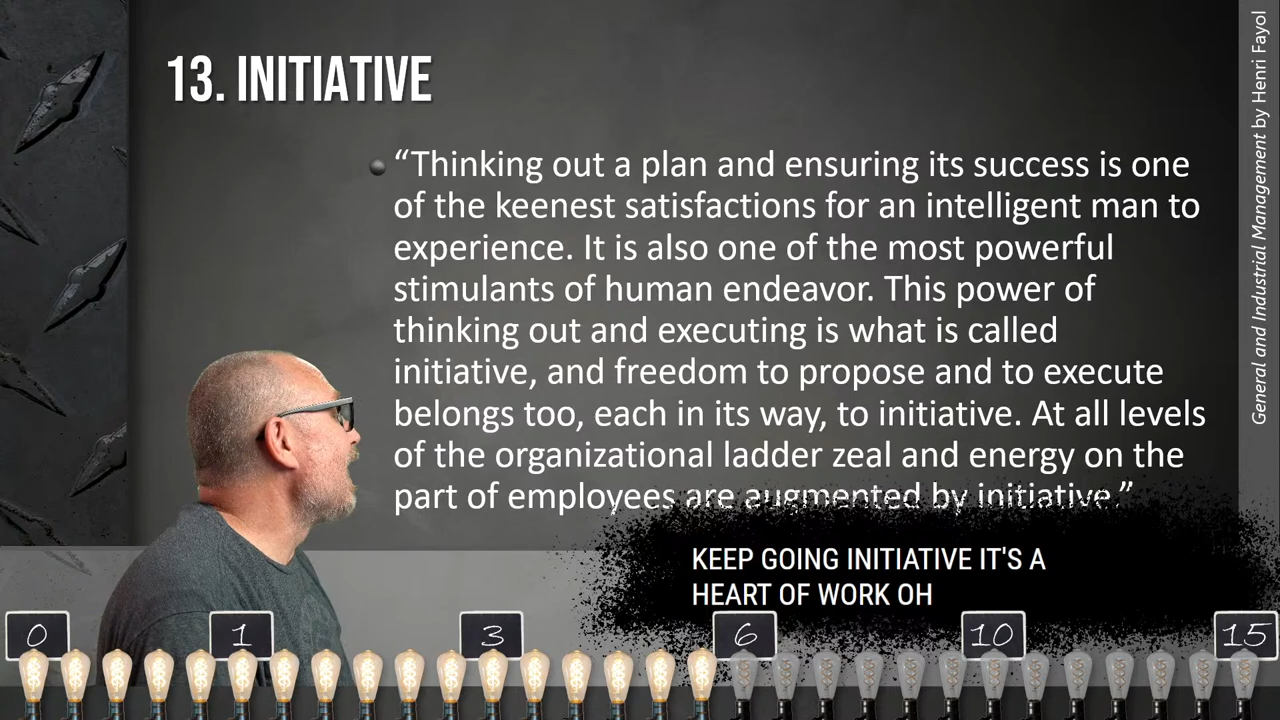 13. INITIATIVE
“Thinking out a plan and ensuring its success is one
of the keenest satisfactions for an intelligent man to
experience. It is also one of the most powerful
stimulants of human endeavor. This power of
thinking out and executing is what is called
initiative, and freedom to propose and to execute
belongs too, each in its way, to initiative. At all levels
of the organizational ladder zeal and energy on the
part of employees are augmented by initiative.”
General and Industrial Management by Henri Fayol
KEEP GOING INITIATIVE IT'S A
HEART OF WORK OH
0 1 3 6 10 15